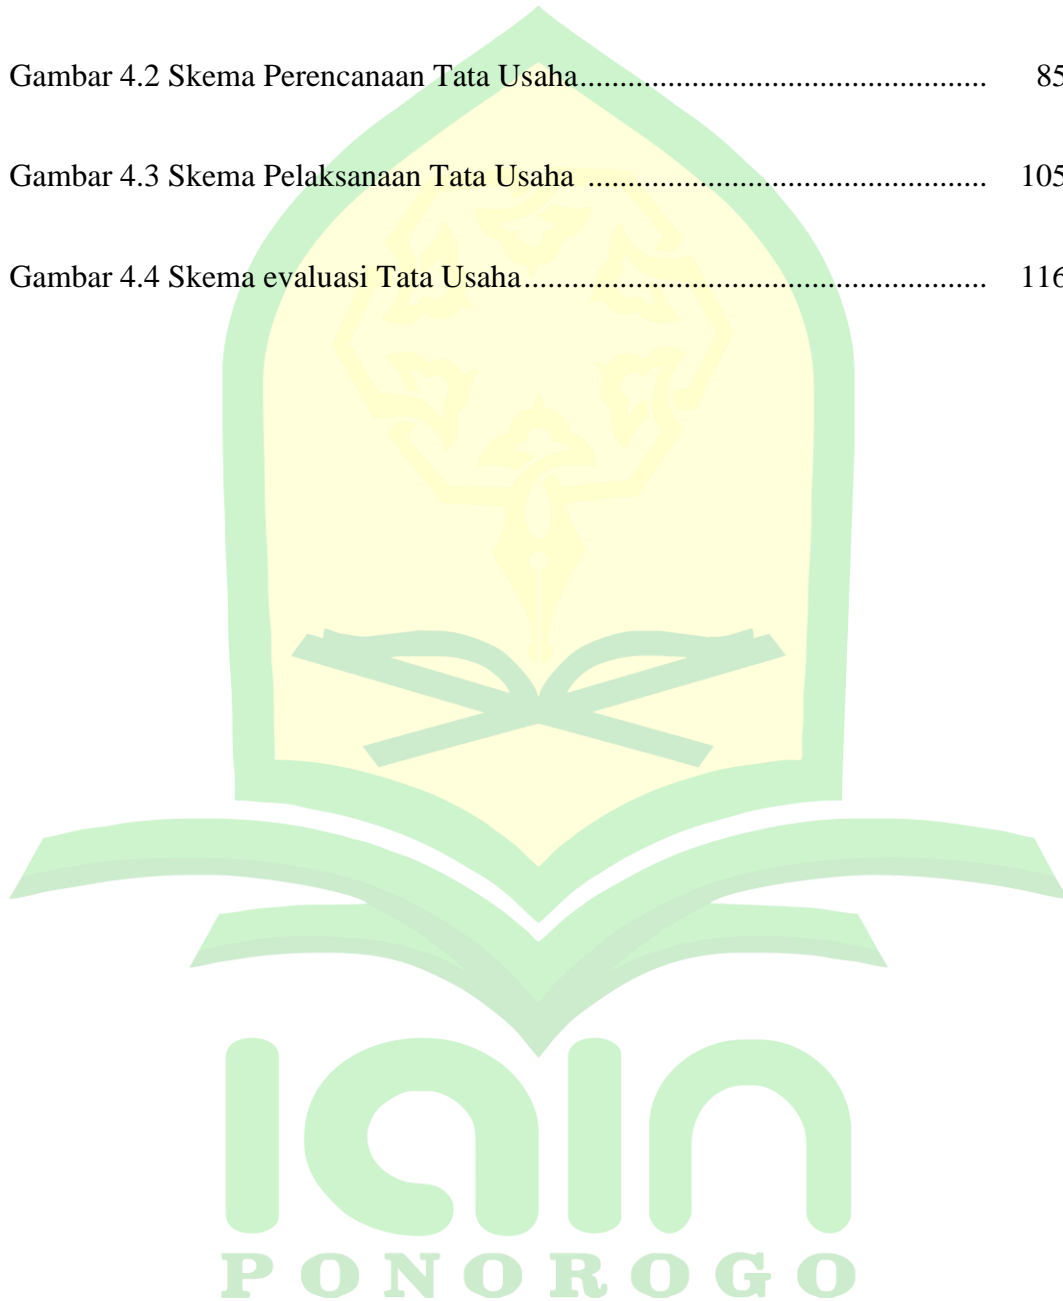 Gambar 4.2 Skema Perencanaan Tata Usaha................................................... 85
Gambar 4.3 Skema Pelaksanaan Tata Usaha .................................................. 105
Gambar 4.4 Skema evaluasi Tata Usaha.......................................................... 116
iain
PONOROGO